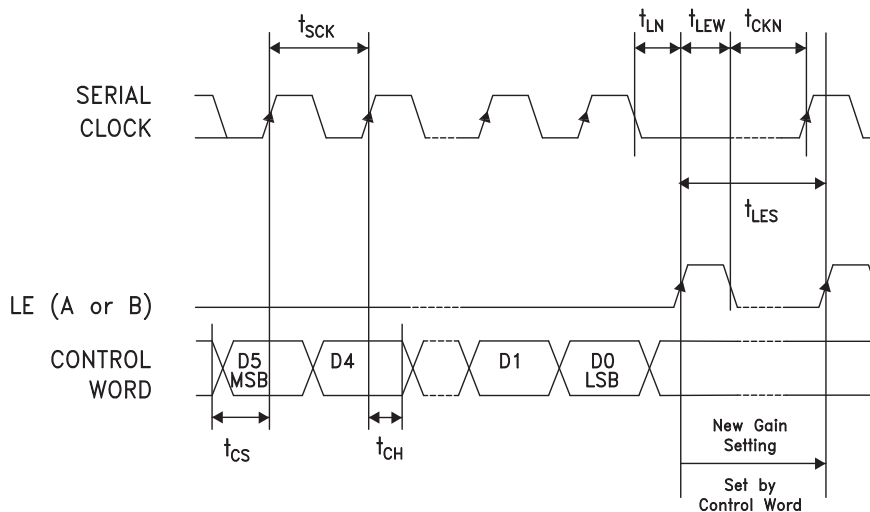 tSCK
tLN
tLEW
tCKN
SERIAL
CLOCK
tLES
LE (A or B)
CONTROL
WORD
D5
MSB
D4
D1
D0
LSB
tCS
tCH
New Gain
Setting
Set by
Control Word